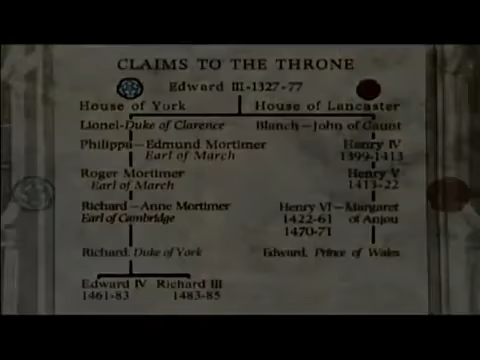 CLAIMS TO THE THRONE
Edward III-1327-77
House of York House of Lancaster
Lionel-Duke of Clarence Blanch-John of Gaunt
Philippa-Edmund Mortimer Henry IV
Earl of March 1399-1413
Roger Mortimer Henry V
Earl of March 1413-22
Richard-Anne Mortimer Henry VI-Margaret
Earl of Cambridge 1422-61 of Anjou
1470-71
Richard, Duke of York Edward, Prince of Wales
Edward IV Richard III
1461-83 1483-85